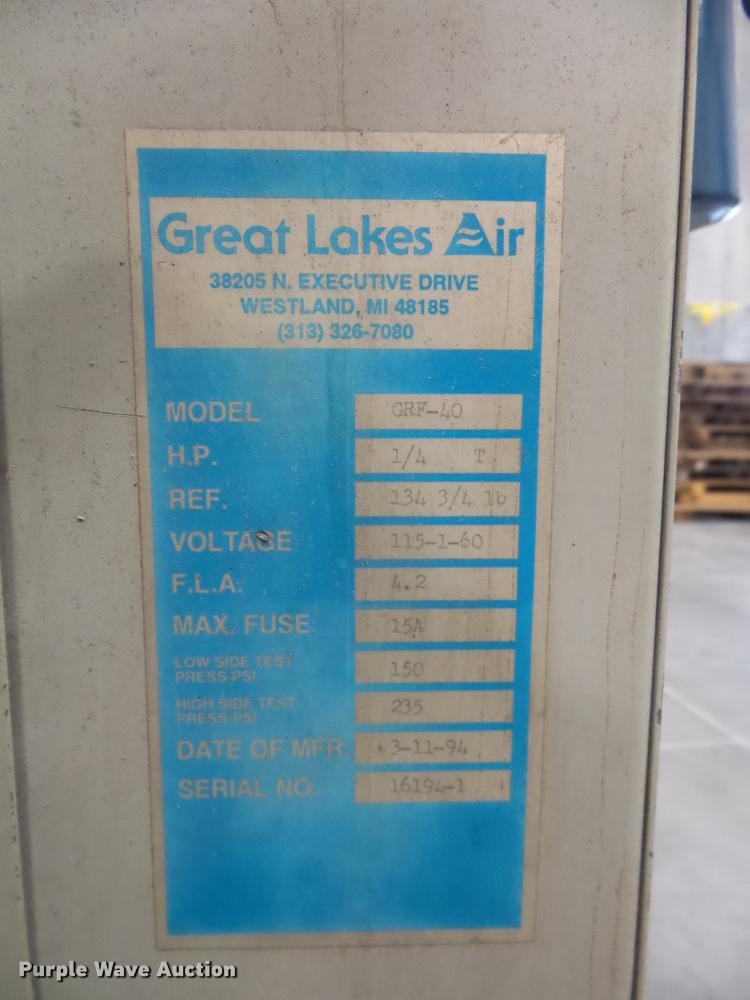 Great Lakes Air
38205 N. EXECUTIVE DRIVE
WESTLAND, MI 48185
(313) 326-7080
MODEL GRF-40
H.P. 1/4 T
REF. 134 3/4 lb
VOLTAGE 115-1-60
F.L.A. 4.2
MAX. FUSE 15A
LOW SIDE TEST
PRESS-PSI 150
HIGH SIDE TEST
PRESS-PSI 235
DATE OF MFR. 3-11-94
SERIAL NO. 16194-1
Purple Wave Auction